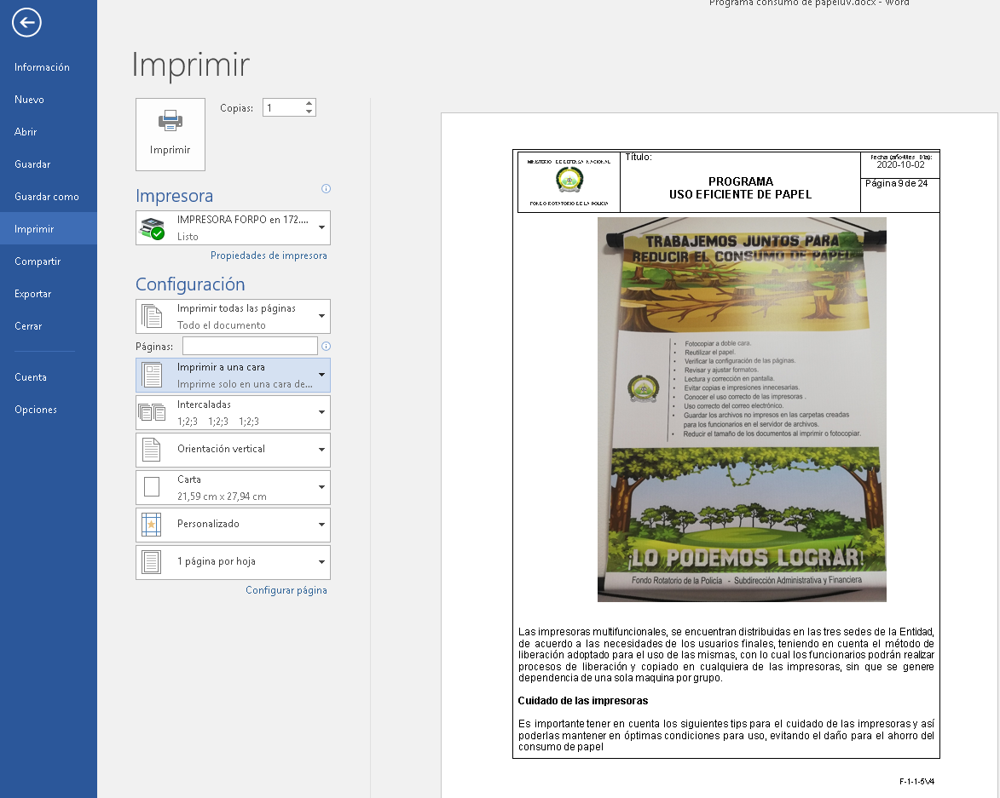 Programa consumo de papeluv.docx - Word
Información
Nuevo
Abrir
Guardar
Guardar como
Imprimir
Compartir
Exportar
Cerrar
Cuenta
Opciones
Imprimir
Imprimir
Copias: 1
Impresora
IMPRESORA FORPO en 172....
Listo
Propiedades de impresora
Configuración
Imprimir todas las páginas
Todo el documento
Páginas:
Imprimir a una cara
Imprime solo en una cara de...
Intercaladas
1;2;3 1;2;3 1;2;3
Orientación vertical
Carta
21,59 cm x 27,94 cm
Personalizado
1 página por hoja
Configurar página
MINISTERIO DE DEFENSA NACIONAL
FONDO ROTATORIO DE LA POLICIA
Título:
PROGRAMA
USO EFICIENTE DE PAPEL
Fecha (año-Mes Día):
2020-10-02
Página 9 de 24
TRABAJEMOS JUNTOS PARA
REDUCIR EL CONSUMO DE PAPEL
• Fotocopiar a doble cara.
• Reutilizar el papel.
• Verificar la configuración de las páginas.
• Revisar y ajustar formatos.
• Lectura y corrección en pantalla.
• Evitar copias e impresiones innecesarias.
• Conocer el uso correcto de las impresoras .
• Uso correcto del correo electrónico.
• Guardar los archivos no impresos en las carpetas creadas
para los funcionarios en el servidor de archivos.
• Reducir el tamaño de los documentos al imprimir o fotocopiar.
¡LO PODEMOS LOGRAR!
Fondo Rotatorio de la Policía - Subdirección Administrativa y Financiera
Las impresoras multifuncionales, se encuentran distribuidas en las tres sedes de la Entidad,
de acuerdo a las necesidades de los usuarios finales, teniendo en cuenta el método de
liberación adoptado para el uso de las mismas, con lo cual los funcionarios podrán realizar
procesos de liberación y copiado en cualquiera de las impresoras, sin que se genere
dependencia de una sola maquina por grupo.
Cuidado de las impresoras
Es importante tener en cuenta los siguientes tips para el cuidado de las impresoras y así
poderlas mantener en óptimas condiciones para uso, evitando el daño para el ahorro del
consumo de papel
F-1-1-5V4